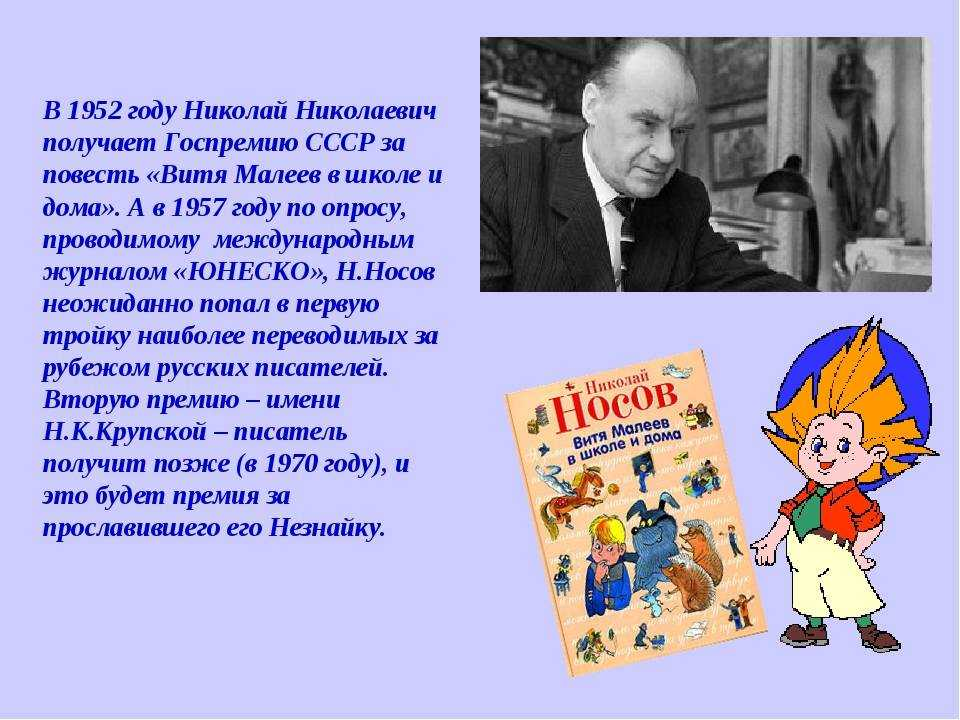 В 1952 году Николай Николаевич
получает Госпремию СССР за
повесть «Витя Малеев в школе и
дома». А в 1957 году по опросу,
проводимому международным
журналом «ЮНЕСКО», Н.Носов
неожиданно попал в первую
тройку наиболее переводимых за
рубежом русских писателей.
Вторую премию – имени
Н.К.Крупской – писатель
получит позже (в 1970 году), и
это будет премия за
прославившего его Незнайку.
Николай
Носов
Витя Малеев
в школе и дома